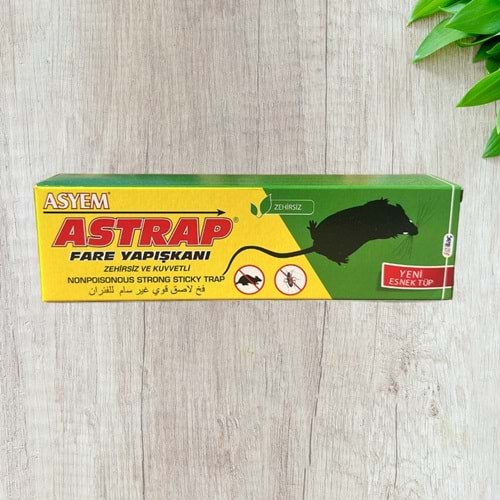 ASYEM
ZEHİRSİZ
ASTRAP®
FARE YAPIŞKANI
ZEHİRSİZ VE KUVVETLİ
NONPOISONOUS STRONG STICKY TRAP
فخ لاصق قوي غير سام للفئران
YENİ
ESNEK TÜP